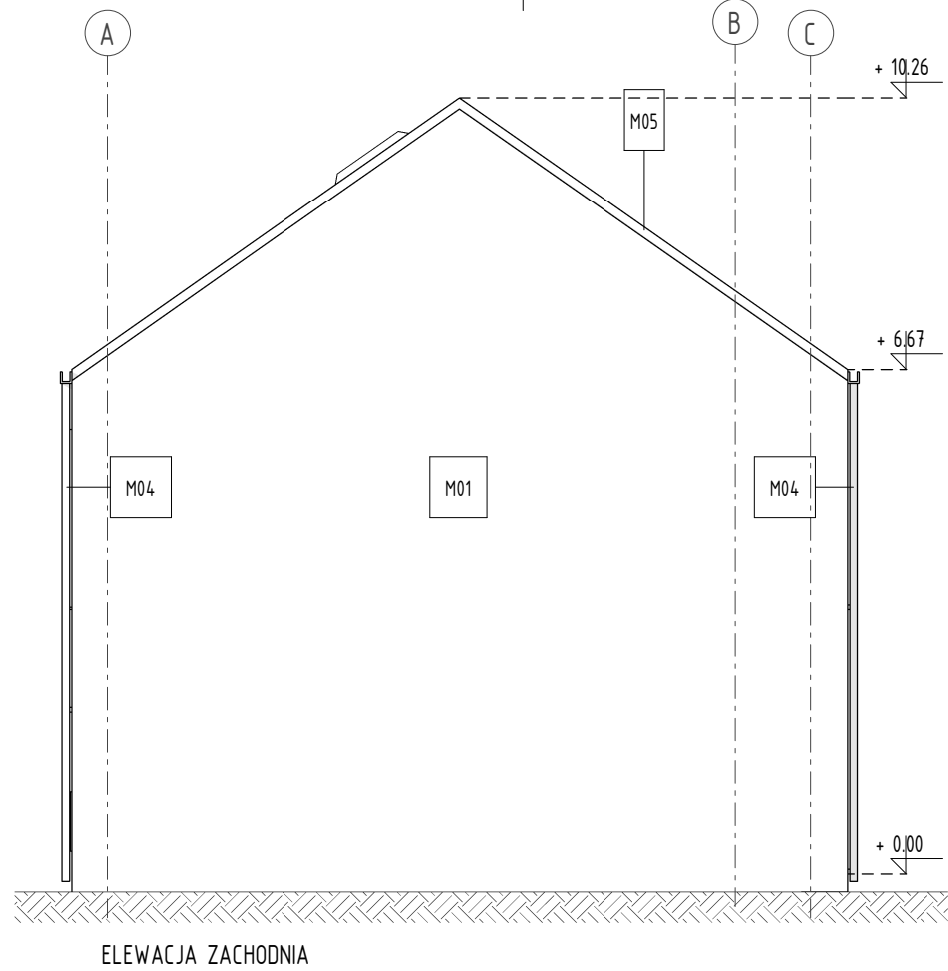 A
B
C
+ 10.26
M05
+ 6.67
M04
M01
M04
+ 0.00
ELEWACJA ZACHODNIA